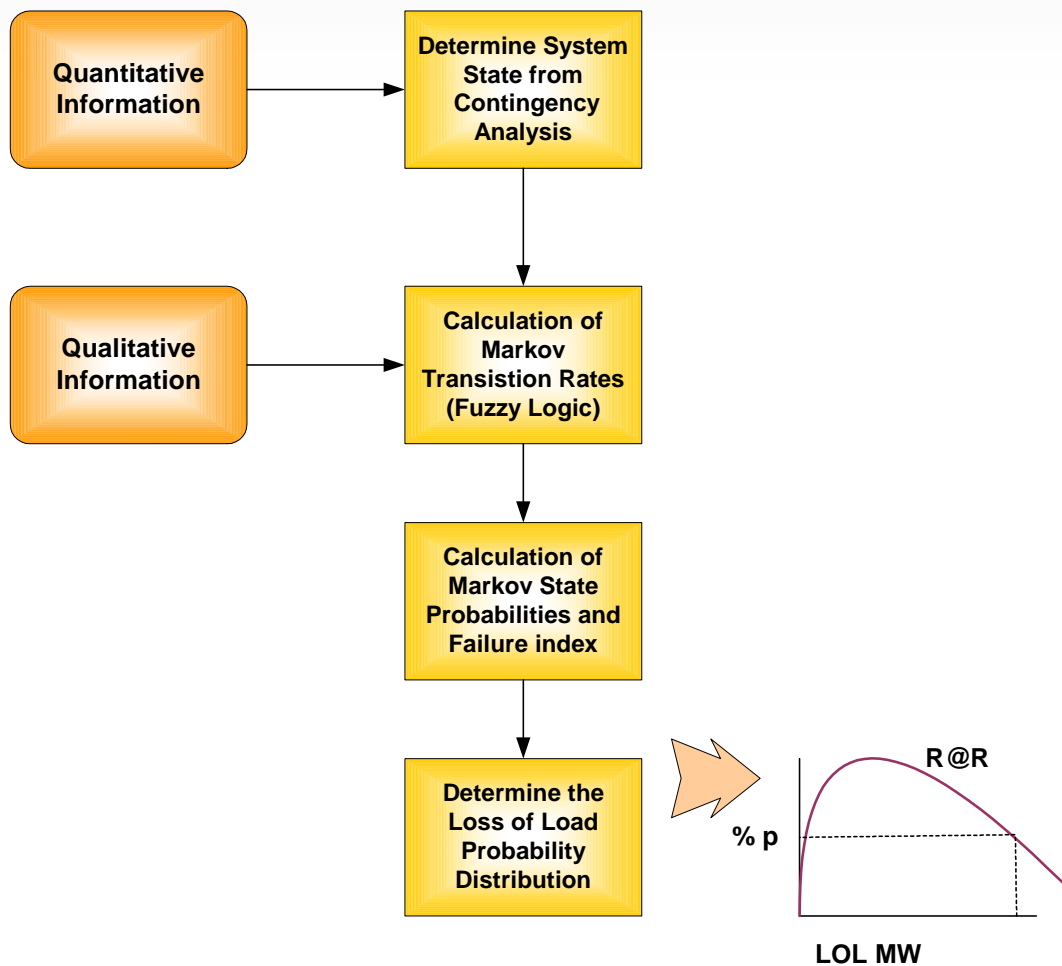 Quantitative
Information
Determine System
State from
Contingency
Analysis
Qualitative
Information
Calculation of
Markov
Transistion Rates
(Fuzzy Logic)
Calculation of
Markov State
Probabilities and
Failure index
Determine the
Loss of Load
Probability
Distribution
R @R
% p
LOL MW